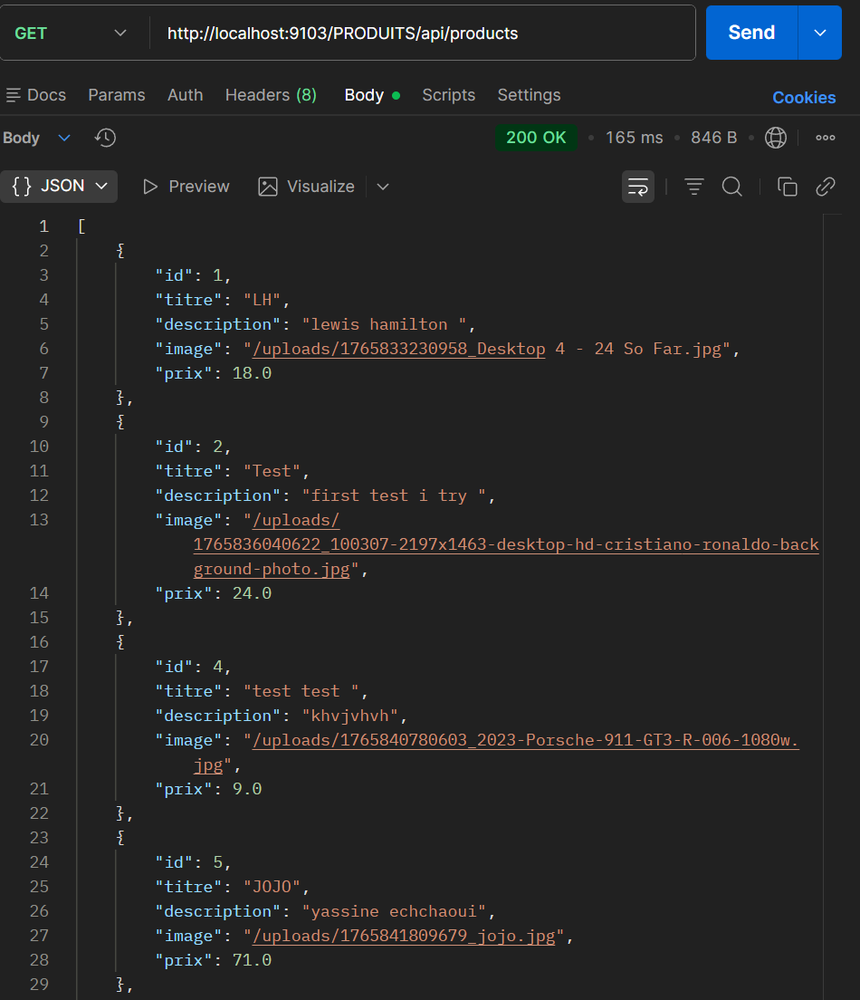 GET http://localhost:9103/PRODUITS/api/products Send
Docs Params Auth Headers (8) Body Scripts Settings Cookies
Body 200 OK 165 ms 846 B
{} JSON Preview Visualize
1 [
2 {
3 "id": 1,
4 "titre": "LH",
5 "description": "lewis hamilton ",
6 "image": "/uploads/1765833230958_Desktop 4 - 24 So Far.jpg",
7 "prix": 18.0
8 },
9 {
10 "id": 2,
11 "titre": "Test",
12 "description": "first test i try ",
13 "image": "/uploads/
1765836040622_100307-2197x1463-desktop-hd-cristiano-ronaldo-back
ground-photo.jpg",
14 "prix": 24.0
15 },
16 {
17 "id": 4,
18 "titre": "test test ",
19 "description": "khvjvhvh",
20 "image": "/uploads/1765840780603_2023-Porsche-911-GT3-R-006-1080w.
jpg",
21 "prix": 9.0
22 },
23 {
24 "id": 5,
25 "titre": "JOJO",
26 "description": "yassine echchaoui",
27 "image": "/uploads/1765841809679_jojo.jpg",
28 "prix": 71.0
29 },